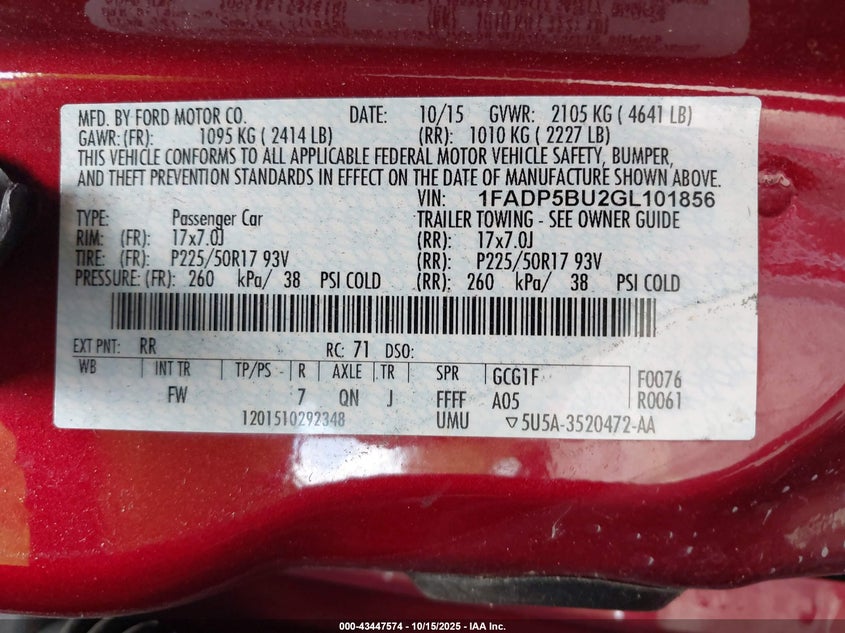 MFD. BY FORD MOTOR CO. DATE: 10/15 GVWR: 2105 KG ( 4641 LB)
GAWR: (FR): 1095 KG ( 2414 LB) (RR): 1010 KG ( 2227 LB)
THIS VEHICLE CONFORMS TO ALL APPLICABLE FEDERAL MOTOR VEHICLE SAFETY, BUMPER,
AND THEFT PREVENTION STANDARDS IN EFFECT ON THE DATE OF MANUFACTURE SHOWN ABOVE.
VIN: 1FADP5BU2GL101856
TYPE: Passenger Car TRAILER TOWING - SEE OWNER GUIDE
RIM: (FR): 17x7.0J (RR): 17x7.0J
TIRE: (FR): P225/50R17 93V (RR): P225/50R17 93V
PRESSURE: (FR): 260 kPa/ 38 PSI COLD (RR): 260 kPa/ 38 PSI COLD
EXT PNT: RR RC: 71 DSO:
WB INT TR TP/PS R AXLE TR SPR GCG1F F0076
FW 7 QN J FFFF A05 R0061
1201510292348 UMU ▽5U5A-3520472-AA
000-43447574 | 10/15/2025 - IAA Inc.